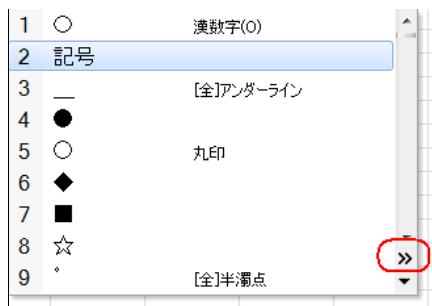 1 ○ 漢数字(0)
2 記号
3 ＿ [全]アンダーライン
4 ●
5 ○ 丸印
6 ◆
7 ■
8 ☆
9 ゜ [全]半濁点